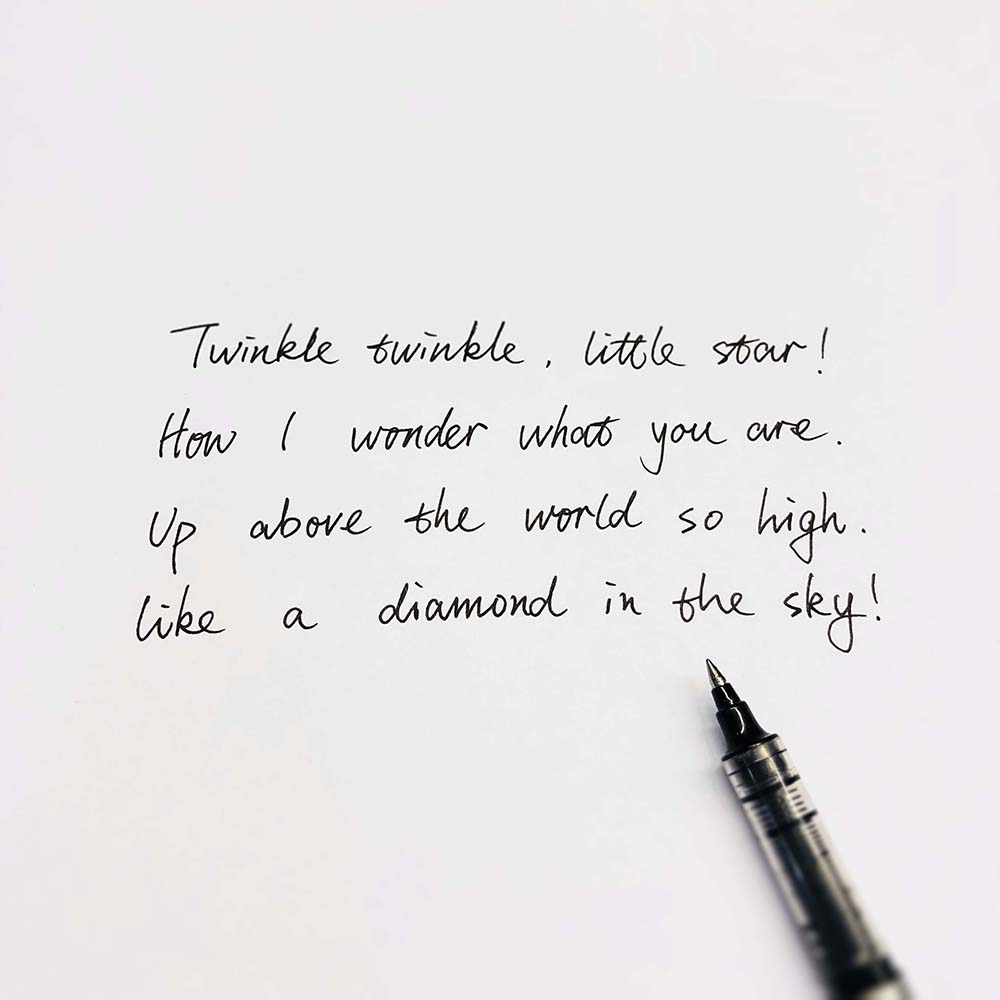 Twinkle twinkle, little star!
How I wonder what you are.
Up above the world so high.
like a diamond in the sky!